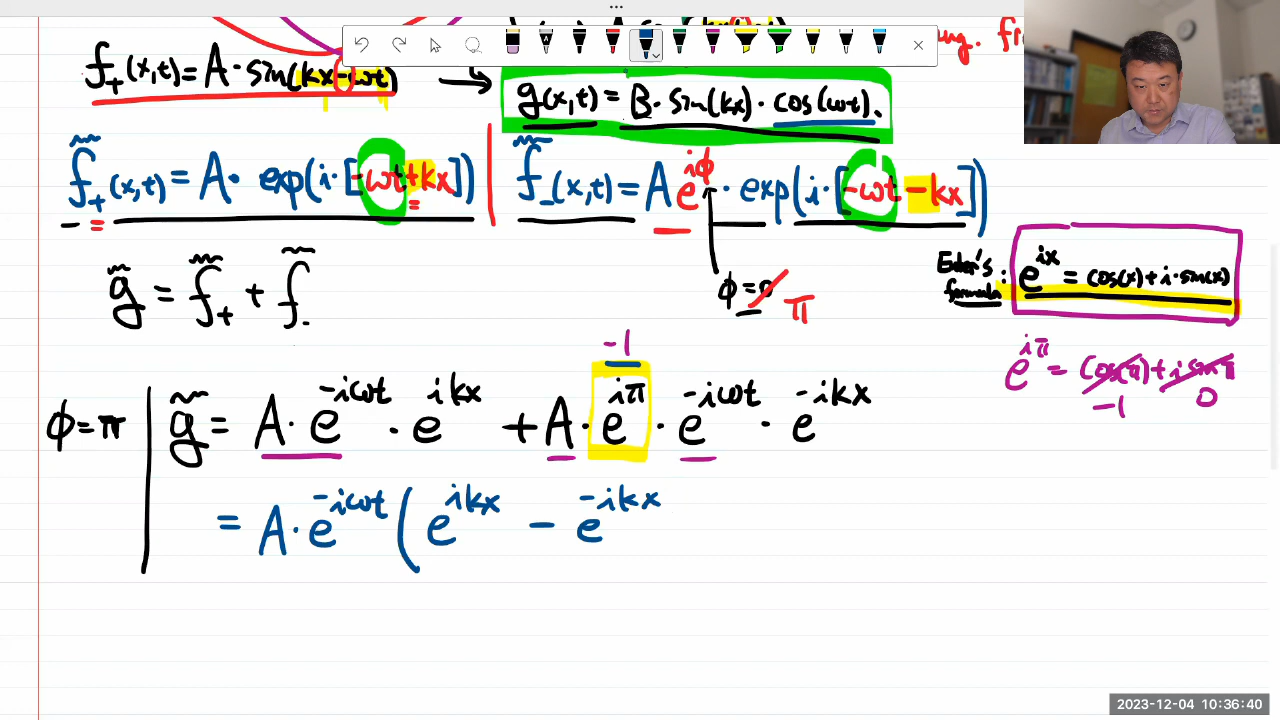 ng. fr
f₊(x,t) = A · sin(kx-ωt) → g(x,t) = B · sin(kx) · cos(ωt).
f̃₊(x,t) = A · exp(i·[-ωt+kx]) | f̃₋(x,t) = A e^{iφ} · exp(i·[-ωt-kx])
φ=0 π
Euler's formula : e^{ix} = cos(x) + i·sin(x)
g̃ = f̃₊ + f̃₋
e^{iπ} = cos(π) + i sin π
-1 0
-1
φ=π | g̃ = A · e^{-iωt} · e^{ikx} + A · e^{iπ} · e^{-iωt} · e^{-ikx}
= A · e^{-iωt} ( e^{ikx} - e^{-ikx}
2023-12-04 10:36:40